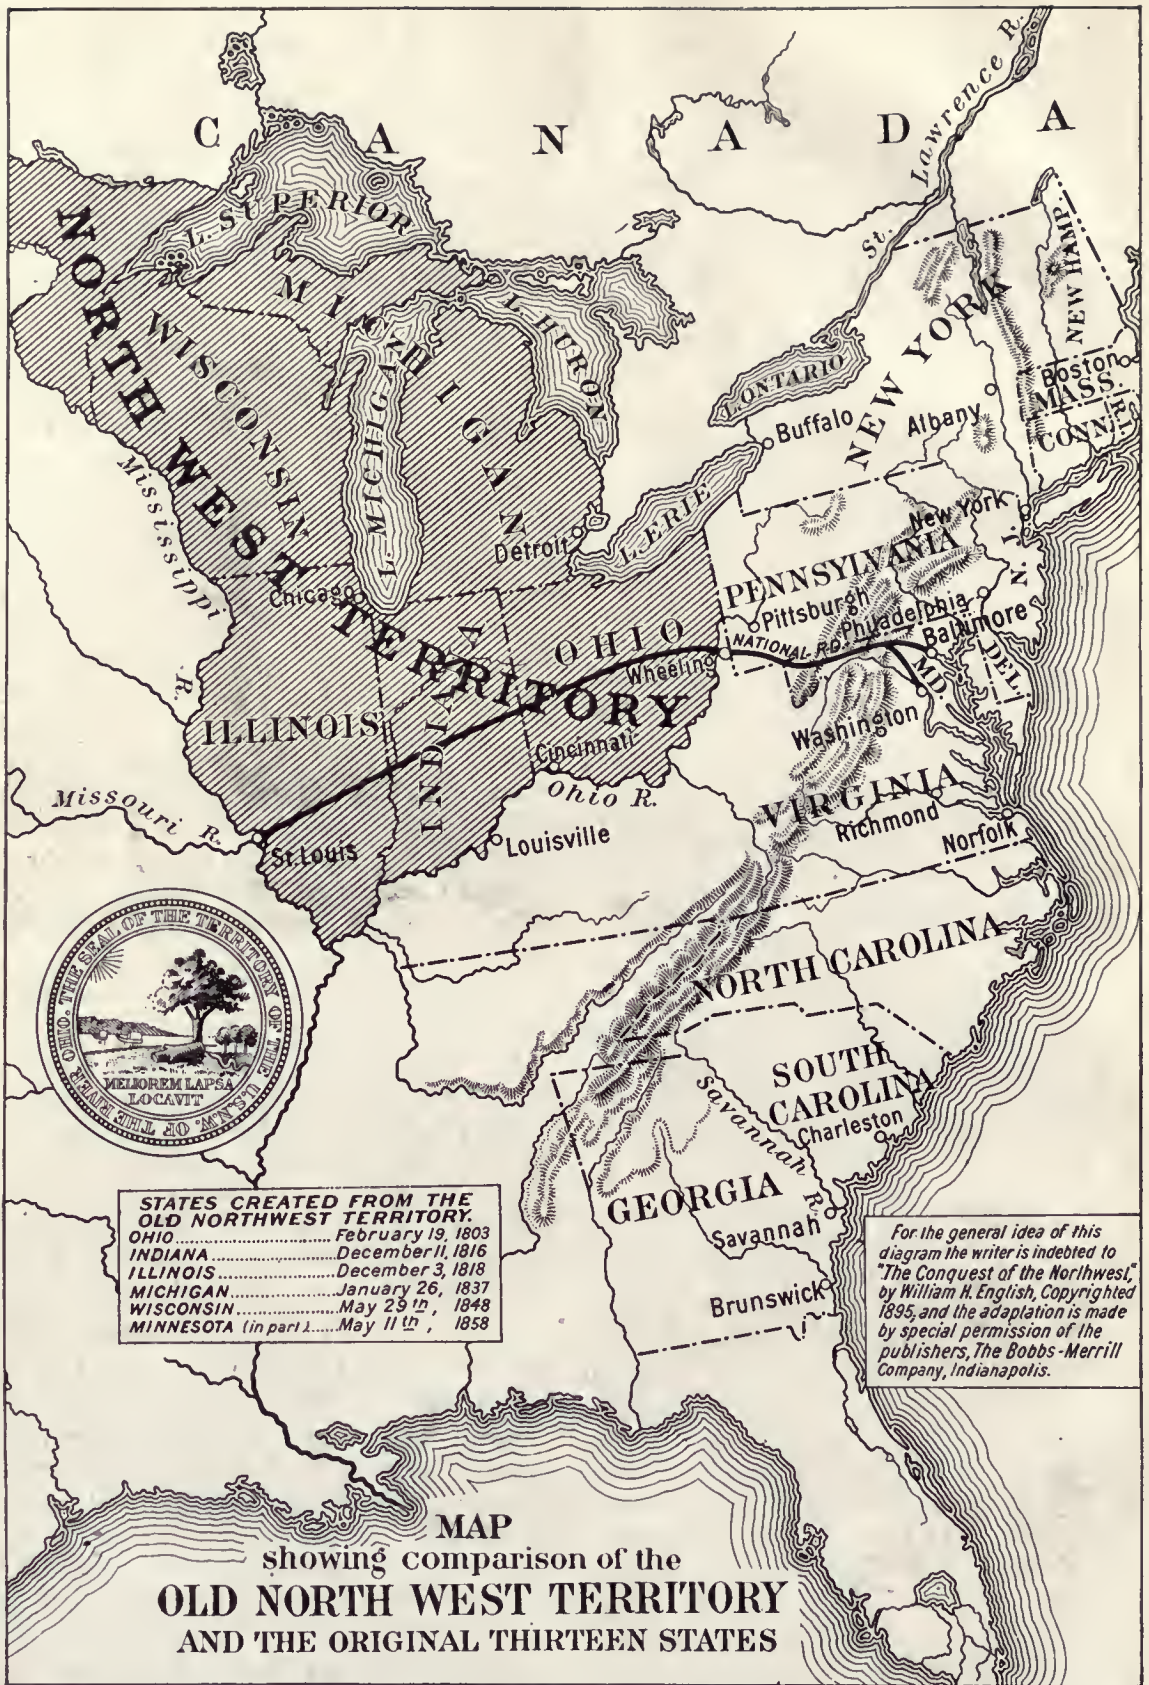 C A N A D A
St. Lawrence R.
NORTH WEST TERRITORY
L. SUPERIOR
MICHIGAN
WISCONSIN
L. HURON
L. MICHIGAN
L. ONTARIO
NEW YORK
NEW HAMP.
Boston
MASS.
CONN.
R.I.
Buffalo
Albany
L. ERIE
Detroit
Mississippi
R.
Chicago
New York
PENNSYLVANIA
N. J.
Pittsburgh
Philadelphia
NATIONAL RD.
Baltimore
OHIO
Wheeling
MD.
DEL.
INDIANA
ILLINOIS
Washington
Cincinnati
Ohio R.
Missouri R.
St. Louis
Louisville
VIRGINIA
Richmond
Norfolk
NORTH CAROLINA
THE SEAL OF THE TERRITORY OF THE U.S. N.W. OF THE RIVER OHIO.
MELIOREM LAPSA
LOCAVIT
SOUTH
CAROLINA
Charleston
Savannah R.
GEORGIA
Savannah
Brunswick
STATES CREATED FROM THE
OLD NORTHWEST TERRITORY.
OHIO.............................February 19, 1803
INDIANA.......................December 11, 1816
ILLINOIS......................December 3, 1818
MICHIGAN.....................January 26, 1837
WISCONSIN...................May 29th, 1848
MINNESOTA (in part)......May 11th, 1858
For the general idea of this
diagram the writer is indebted to
"The Conquest of the Northwest,"
by William H. English, Copyrighted
1895, and the adaptation is made
by special permission of the
publishers, The Bobbs-Merrill
Company, Indianapolis.
MAP
showing comparison of the
OLD NORTH WEST TERRITORY
AND THE ORIGINAL THIRTEEN STATES